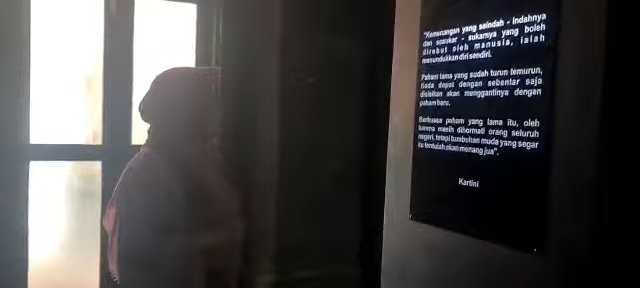 "Kemenangan yang seindah - indahnya
dan sesukar - sukarnya yang boleh
direbut oleh manusia, ialah
menundukkan diri sendiri.
Paham lama yang sudah turun temurun,
tiada dapat dengan sebentar saja
disisikan akan menggantinya dengan
paham baru.
Berkuasa paham yang lama itu, oleh
karena masih dihormati orang seluruh
negeri, tetapi tumbuhan muda yang segar
itu tentulah akan menang jua".
Kartini